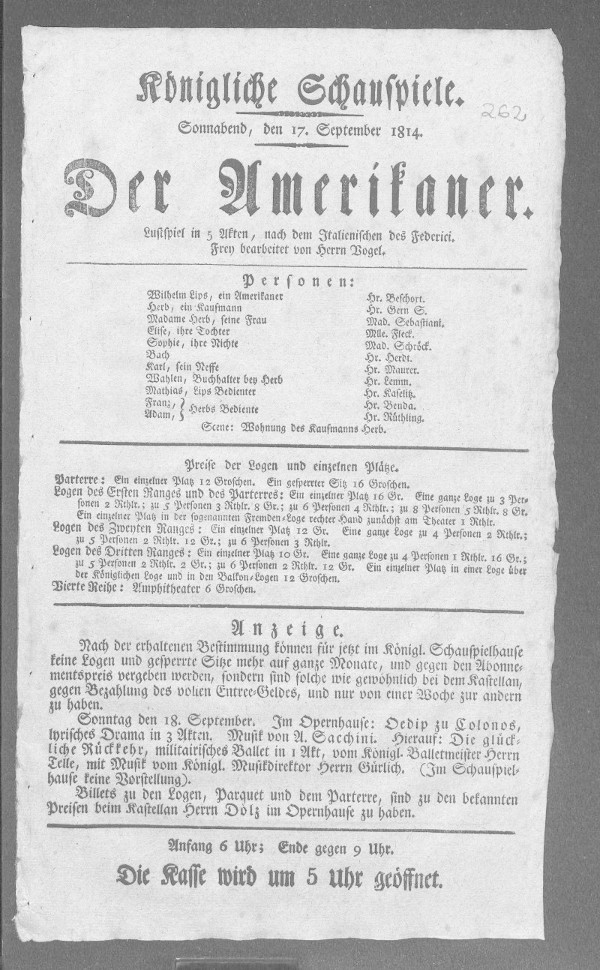 Königliche Schauspiele.
262
Sonnabend, den 17. September 1814.
Der Amerikaner.
Lustspiel in 5 Akten, nach dem Italienischen des Federici.
Frey bearbeitet von Herrn Vogel.
Personen:
Wilhelm Lips, ein Amerikaner Hr. Beschort.
Herb, ein Kaufmann Hr. Gern S.
Madame Herb, seine Frau Mad. Sebastiani.
Elise, ihre Tochter Mlle. Fleck.
Sophie, ihre Nichte Mad. Schröck.
Bach Hr. Herdt.
Karl, sein Neffe Hr. Maurer.
Wahlen, Buchhalter bey Herb Hr. Lemm.
Mathias, Lips Bedienter Hr. Kaselitz.
Franz, } Herbs Bediente Hr. Benda.
Adam, Hr. Rüthling.
Scene: Wohnung des Kaufmanns Herb.
Preise der Logen und einzelnen Plätze.
Parterre: Ein einzelner Platz 12 Groschen. Ein gesperrter Sitz 16 Groschen.
Logen des Ersten Ranges und des Parterres: Ein einzelner Platz 16 Gr. Eine ganze Loge zu 3 Per-
sonen 2 Rthlr.; zu 5 Personen 3 Rthlr. 8 Gr.; zu 6 Personen 4 Rthlr.; zu 8 Personen 5 Rthlr. 8 Gr.
Ein einzelner Platz in der sogenannten Fremden-Loge rechter Hand zunächst am Theater 1 Rthlr.
Logen des Zweyten Ranges: Ein einzelner Platz 12 Gr. Eine ganze Loge zu 4 Personen 2 Rthlr.;
zu 5 Personen 2 Rthlr. 12 Gr.; zu 6 Personen 3 Rthlr.
Logen des Dritten Ranges: Ein einzelner Platz 10 Gr. Eine ganze Loge zu 4 Personen 1 Rthlr. 16 Gr.;
zu 5 Personen 2 Rthlr. 2 Gr.; zu 6 Personen 2 Rthlr. 12 Gr. Ein einzelner Platz in einer Loge über
der Königlichen Loge und in den Balkon-Logen 12 Groschen.
Vierte Reihe: Amphitheater 6 Groschen.
Anzeige.
Nach der erhaltenen Bestimmung können für jetzt im Königl. Schauspielhause
keine Logen und gesperrte Sitze mehr auf ganze Monate, und gegen den Abonne-
mentspreis vergeben werden, sondern sind solche wie gewöhnlich bei dem Kastellan,
gegen Bezahlung des vollen Entree-Geldes, und nur von einer Woche zur andern
zu haben.
Sonntag den 18. September. Im Opernhause: Oedip zu Colonos,
lyrisches Drama in 3 Akten. Musik von A. Sacchini. Hierauf: Die glück-
liche Rückkehr, militairisches Ballet in 1 Akt, vom Königl. Balletmeister Herrn
Telle, mit Musik vom Königl. Musikdirektor Herrn Gürlich. (Im Schauspiel-
hause keine Vorstellung).
Billets zu den Logen, Parquet und dem Parterre, sind zu den bekannten
Preisen beim Kastellan Herrn Dölz im Opernhause zu haben.
Anfang 6 Uhr; Ende gegen 9 Uhr.
Die Kasse wird um 5 Uhr geöffnet.